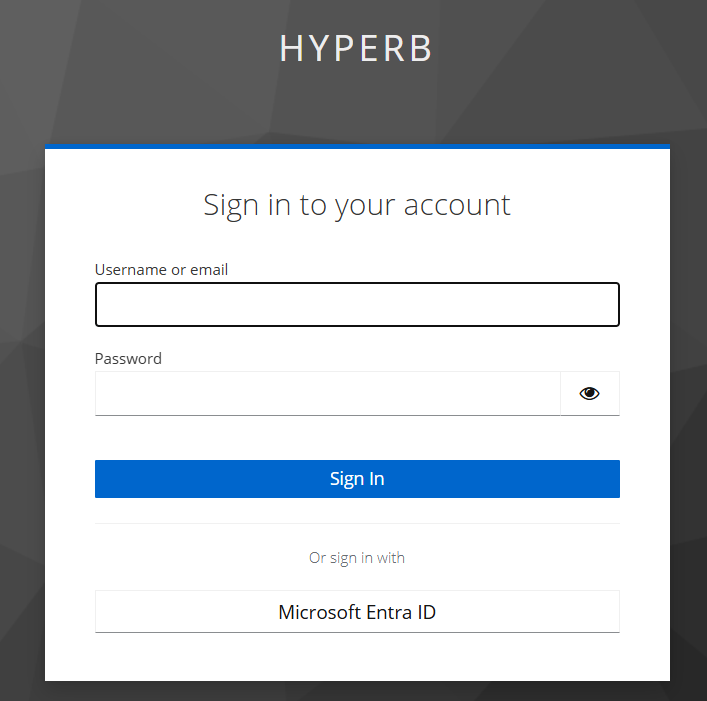 HYPERB
Sign in to your account
Username or email
Password
Sign In
Or sign in with
Microsoft Entra ID